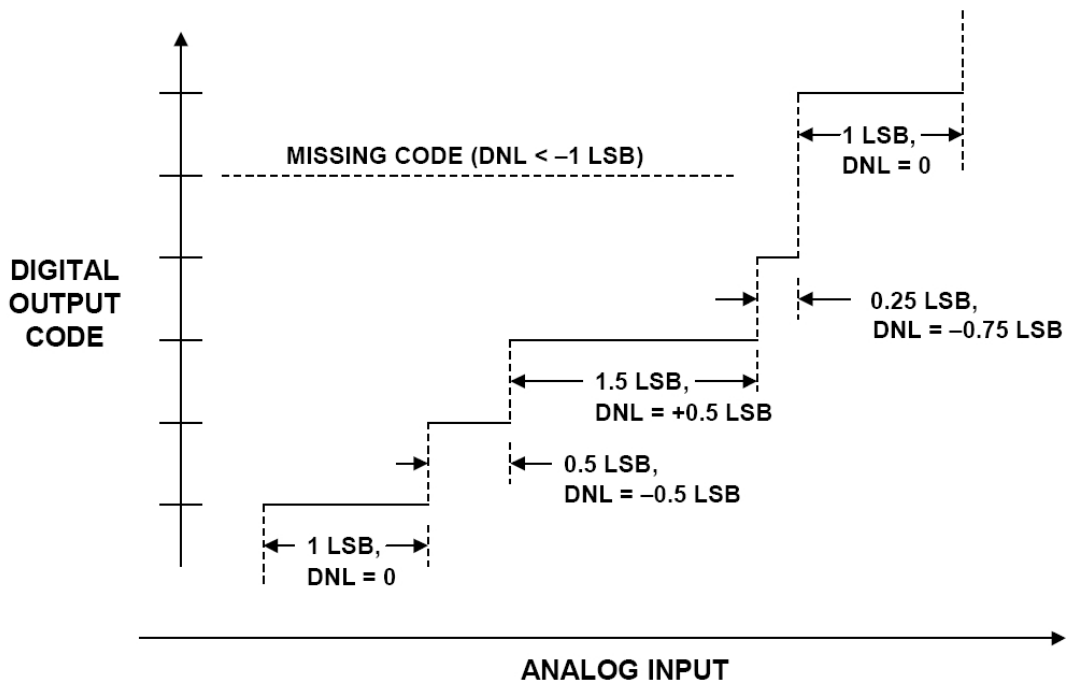 MISSING CODE (DNL < –1 LSB)
1 LSB,
DNL = 0
DIGITAL
OUTPUT
CODE
0.25 LSB,
DNL = –0.75 LSB
1.5 LSB,
DNL = +0.5 LSB
0.5 LSB,
DNL = –0.5 LSB
1 LSB,
DNL = 0
ANALOG INPUT